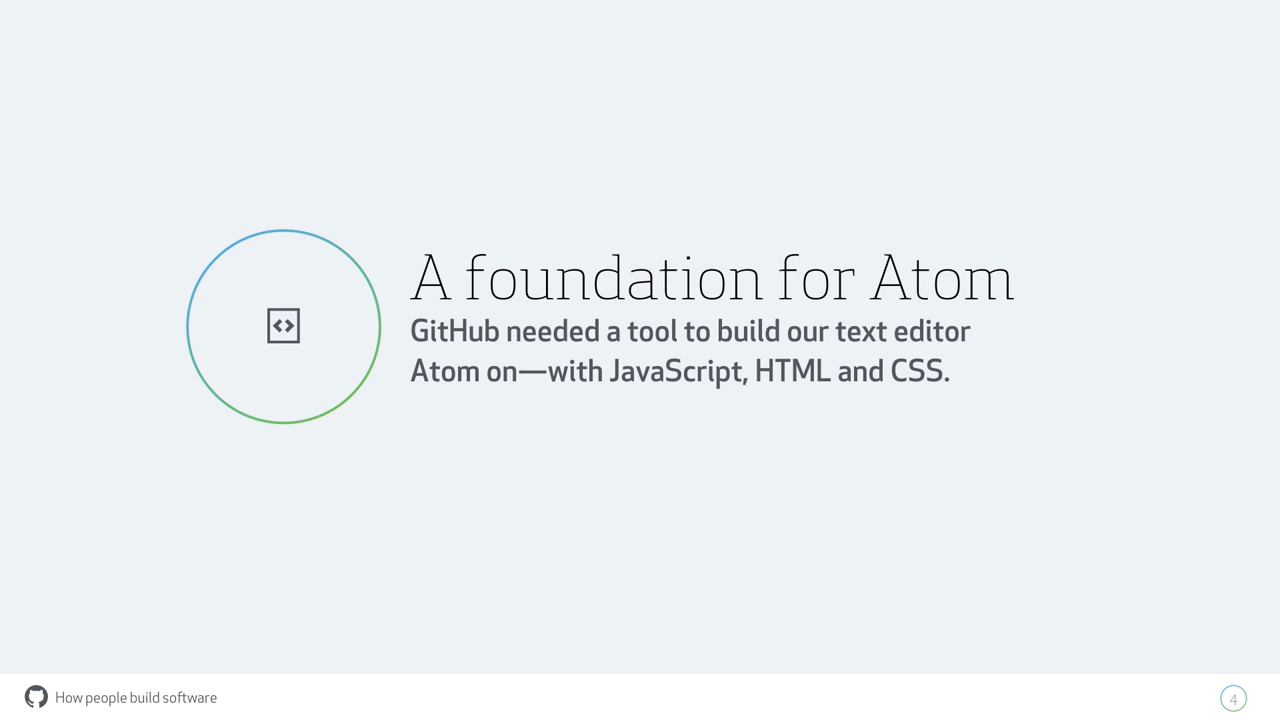 A foundation for Atom
GitHub needed a tool to build our text editor
Atom on—with JavaScript, HTML and CSS.
How people build software
4